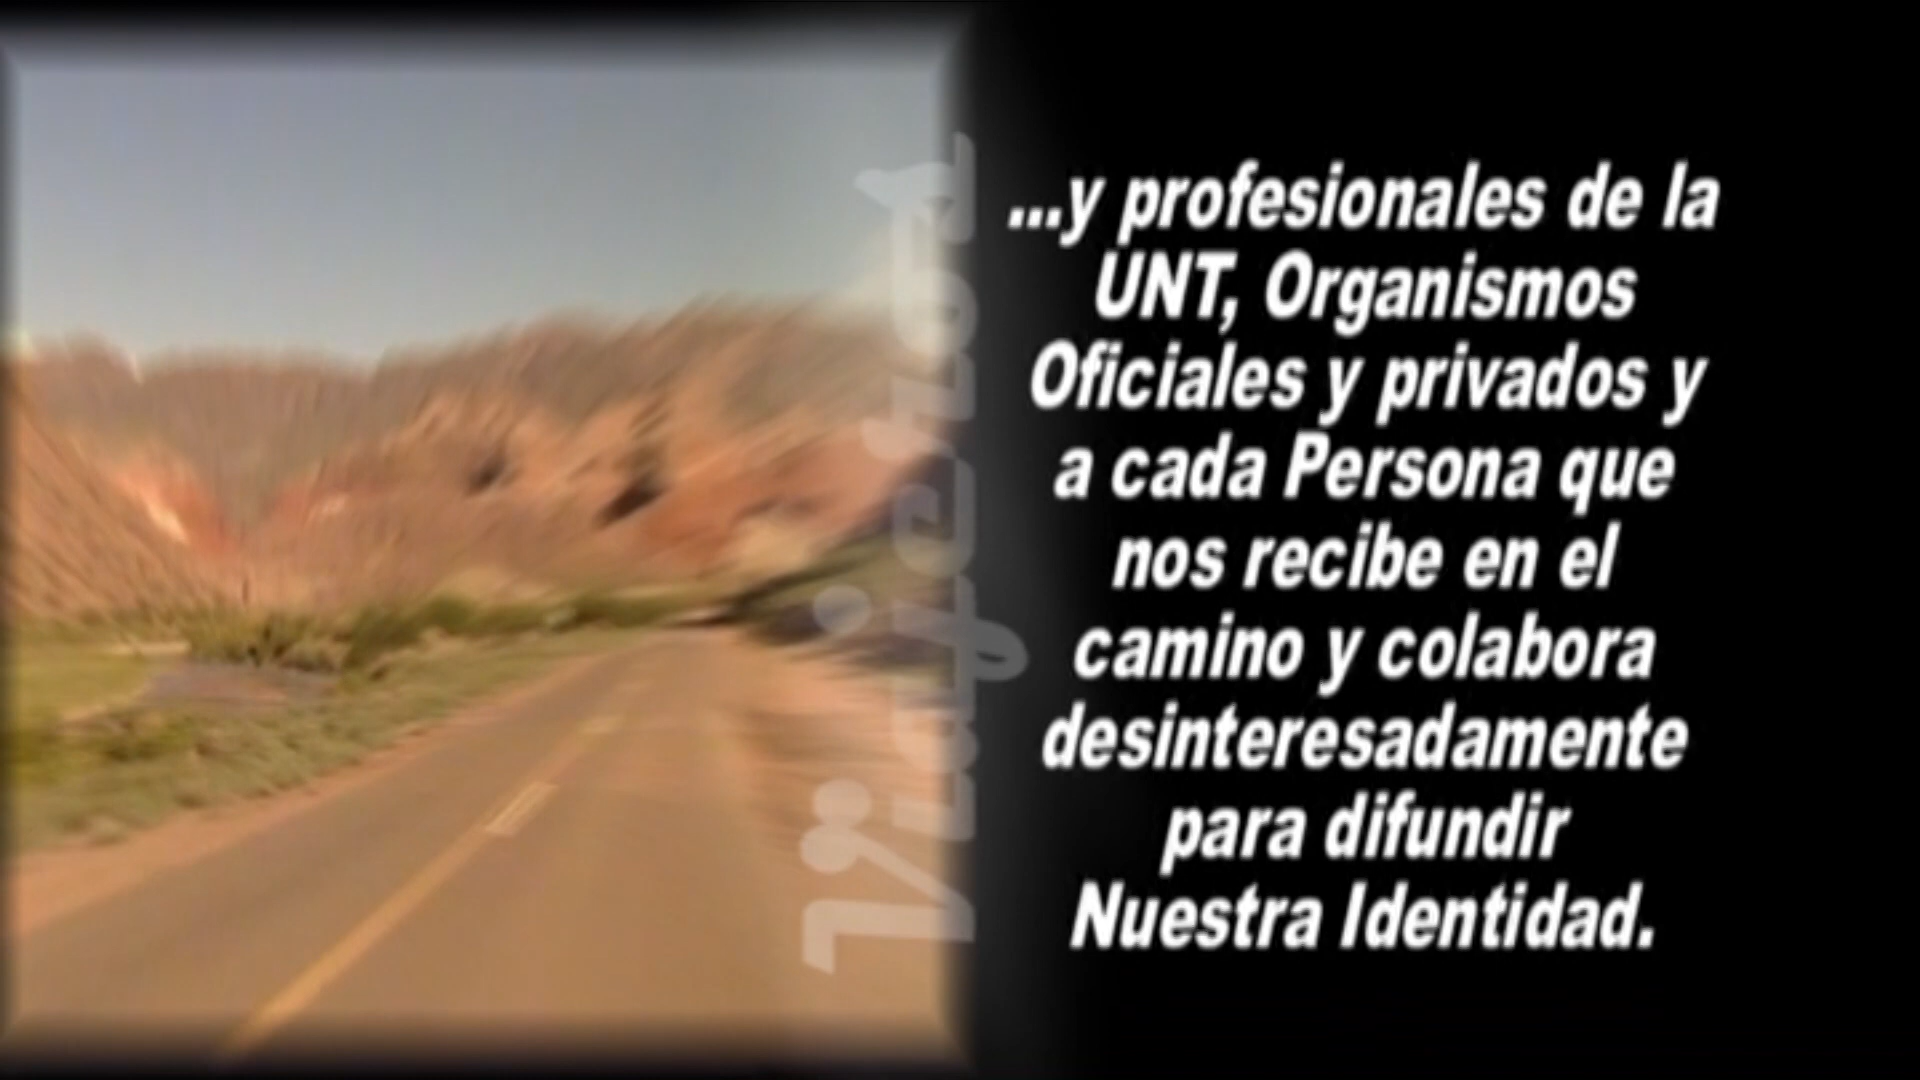 ...y profesionales de la
UNT, Organismos
Oficiales y privados y
a cada Persona que
nos recibe en el
camino y colabora
desinteresadamente
para difundir
Nuestra Identidad.
Viajeros